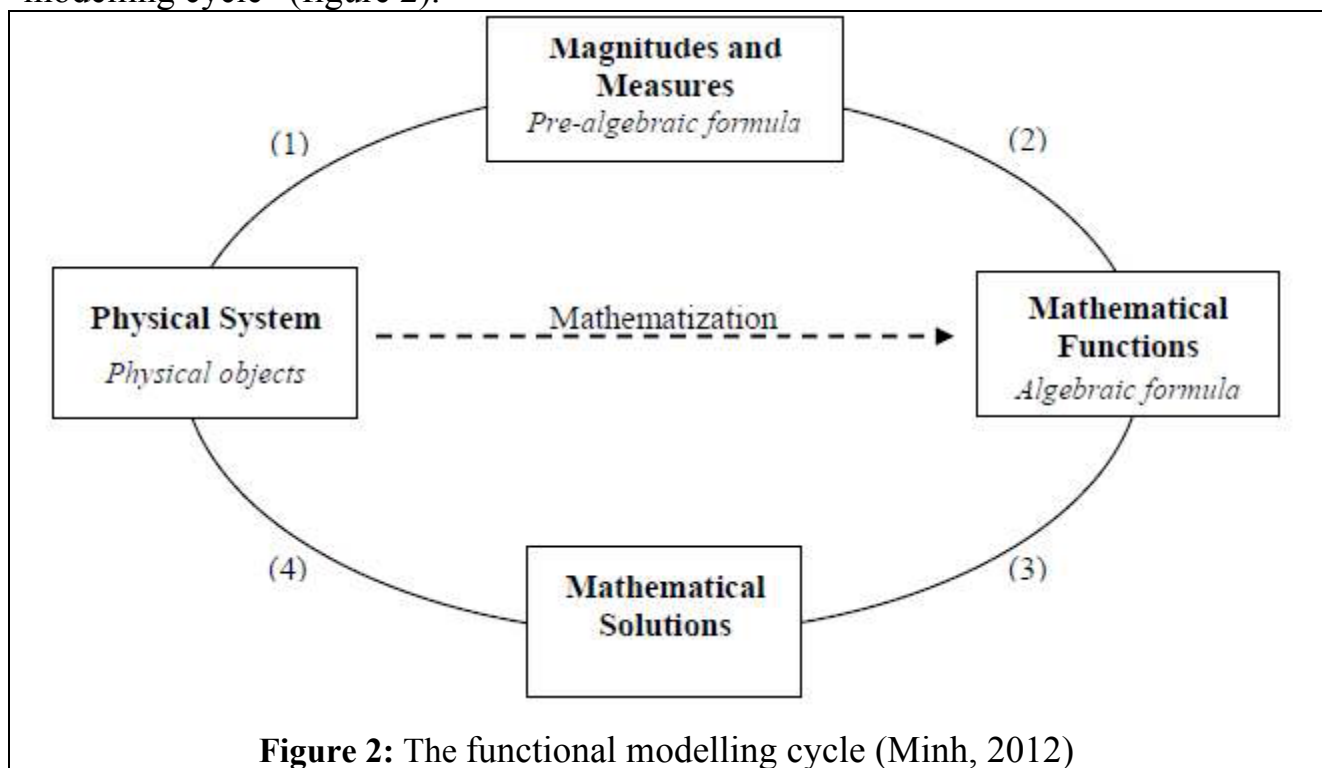 modelling cycle" (figure 2).
Magnitudes and
Measures
Pre-algebraic formula
(1)
(2)
Physical System
Physical objects
Mathematization
Mathematical
Functions
Algebraic formula
(4)
(3)
Mathematical
Solutions
Figure 2: The functional modelling cycle (Minh, 2012)